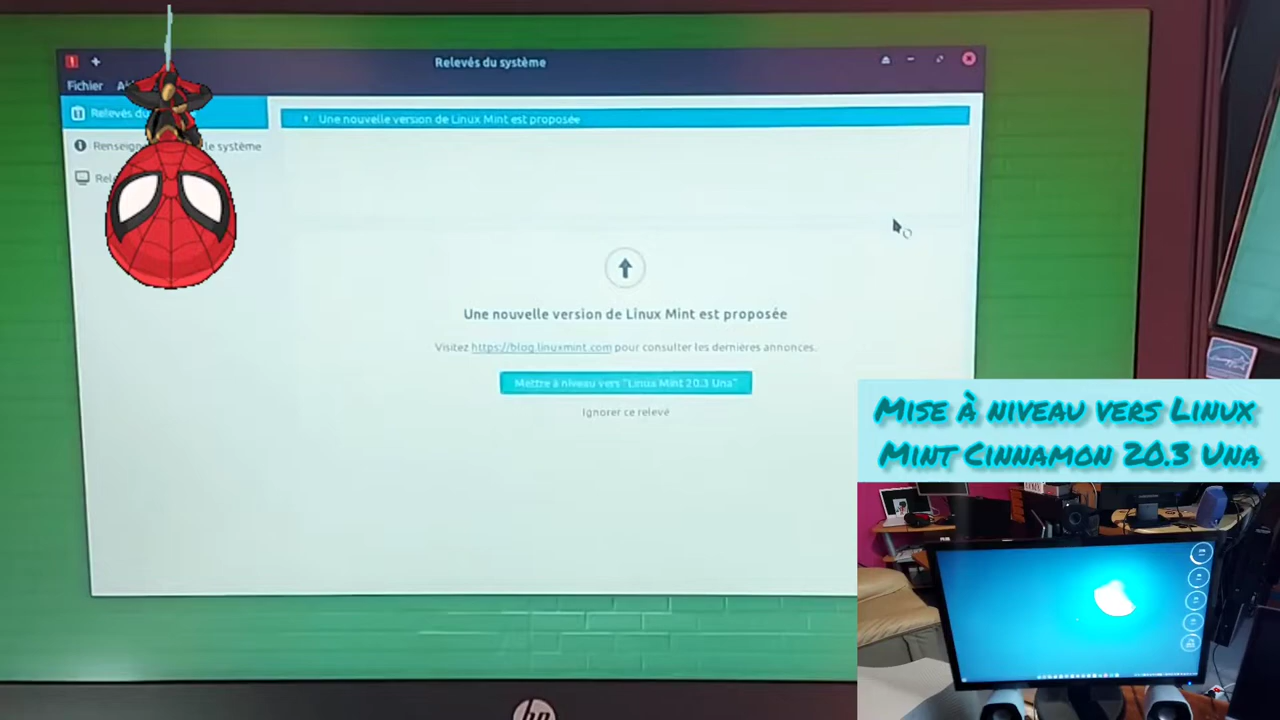 Relevés du système
Fichier
Relevés du
Une nouvelle version de Linux Mint est proposée
le système
Une nouvelle version de Linux Mint est proposée
Visitez https://blog.linuxmint.com pour consulter les dernières annonces.
Mettre à niveau vers "Linux Mint 20.3 Una"
Ignorer ce relevé
Mise à niveau vers Linux
Mint Cinnamon 20.3 Una
hp